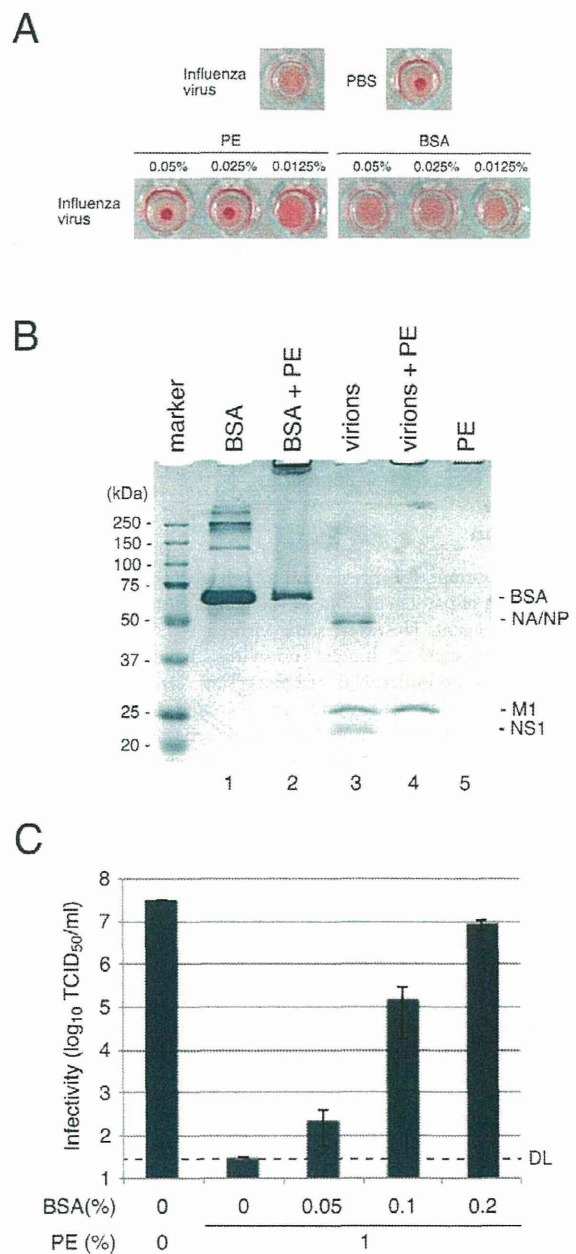 A
Influenza virus
PBS
PE
BSA
0.05% 0.025% 0.0125% 0.05% 0.025% 0.0125%
Influenza virus
B
marker
BSA
BSA + PE
virions
virions + PE
PE
(kDa)
250 -
150 -
100 -
75 -
50 -
37 -
25 -
20 -
- BSA
- NA/NP
- M1
- NS1
1 2 3 4 5
C
Infectivity (log10 TCID50/ml)
8
7
6
5
4
3
2
1
DL
BSA(%) 0 0 0.05 0.1 0.2
PE (%) 0 1